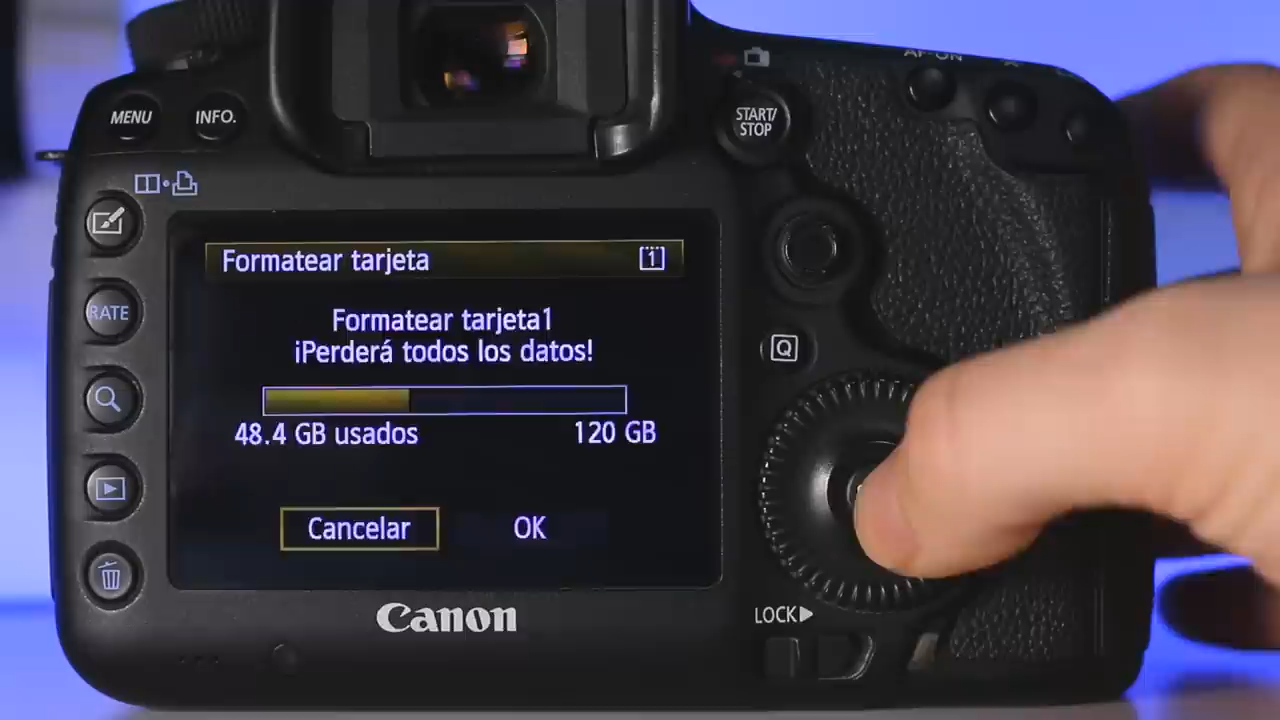 AF-ON
MENU
INFO.
START/
STOP
RATE
Formatear tarjeta
1
Formatear tarjeta1
¡Perderá todos los datos!
Q
48.4 GB usados
120 GB
Cancelar
OK
Canon
LOCK